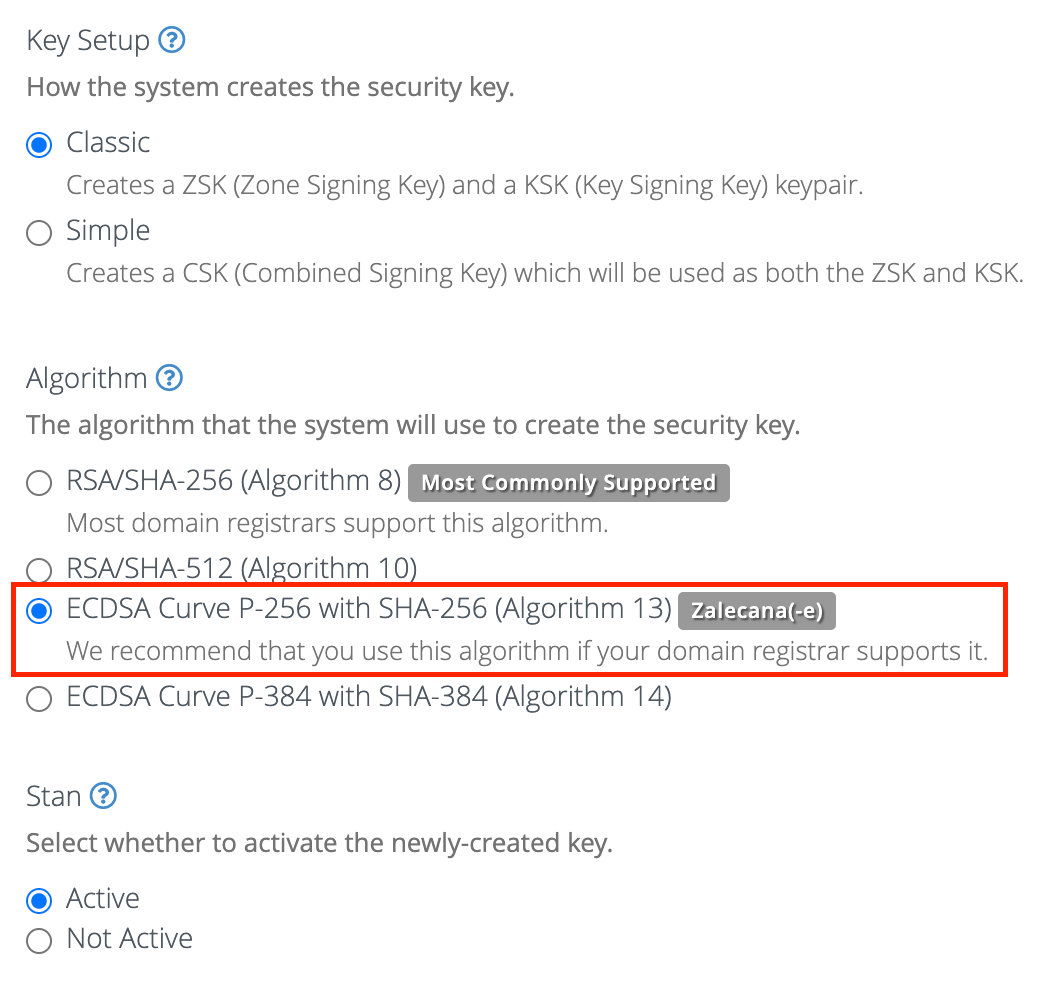 Key Setup
How the system creates the security key.
Classic
Creates a ZSK (Zone Signing Key) and a KSK (Key Signing Key) keypair.
Simple
Creates a CSK (Combined Signing Key) which will be used as both the ZSK and KSK.
Algorithm
The algorithm that the system will use to create the security key.
RSA/SHA-256 (Algorithm 8) Most Commonly Supported
Most domain registrars support this algorithm.
RSA/SHA-512 (Algorithm 10)
ECDSA Curve P-256 with SHA-256 (Algorithm 13) Zalecana(-e)
We recommend that you use this algorithm if your domain registrar supports it.
ECDSA Curve P-384 with SHA-384 (Algorithm 14)
Stan
Select whether to activate the newly-created key.
Active
Not Active